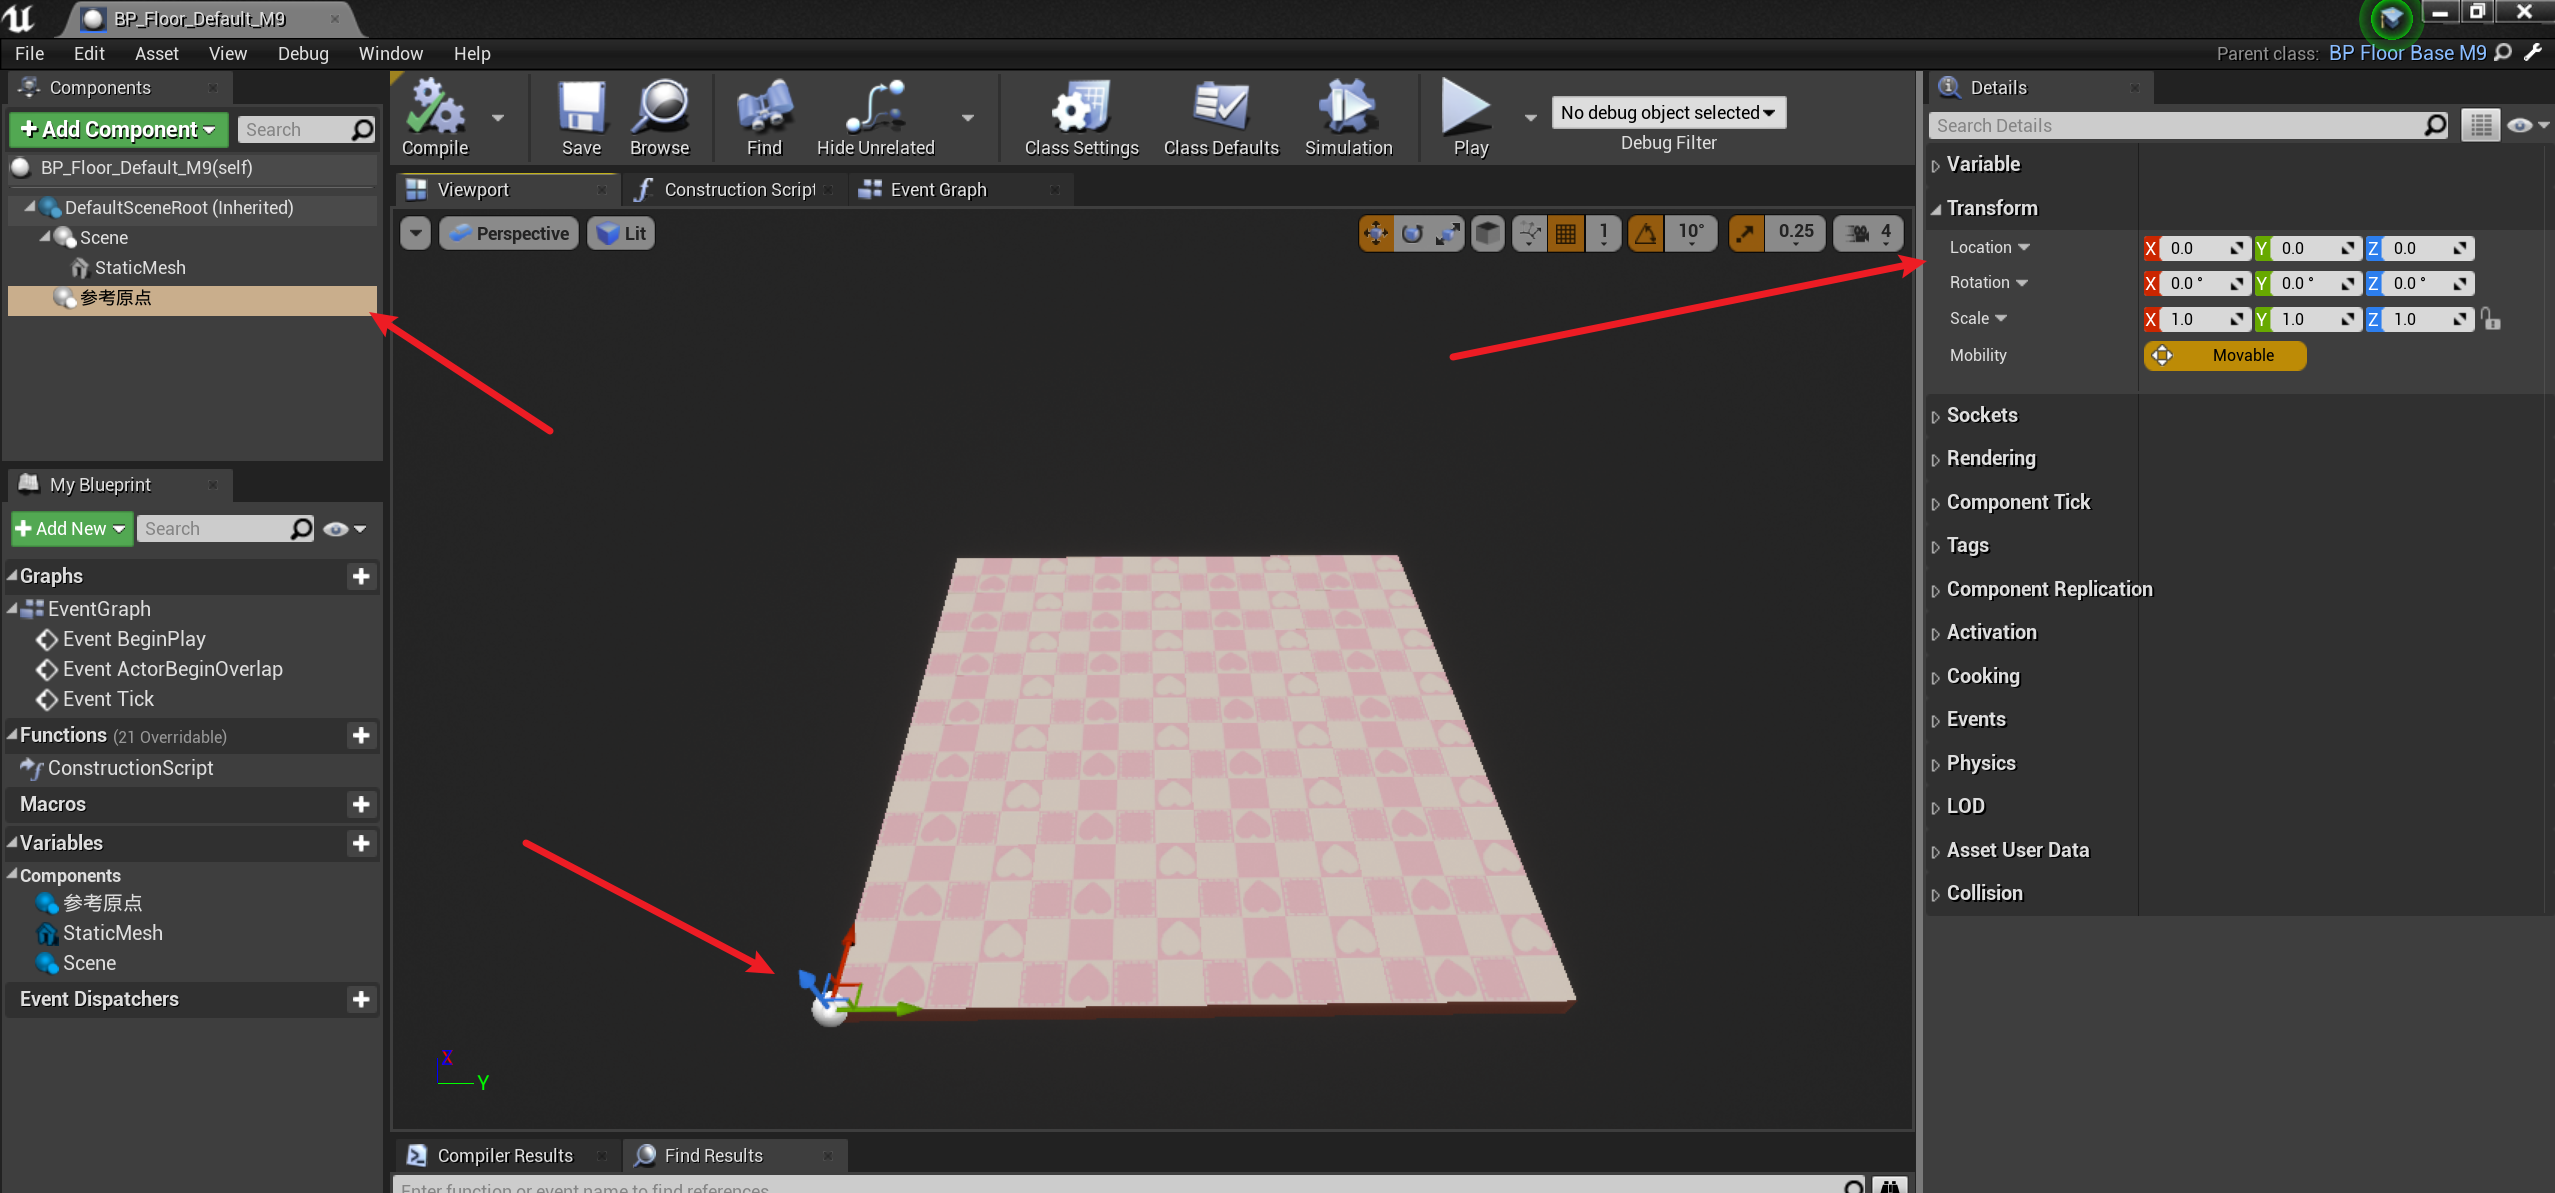 BP_Floor_Default_M9
File Edit Asset View Debug Window Help
Parent class: BP Floor Base M9
Components
Add Component
Search
BP_Floor_Default_M9(self)
DefaultSceneRoot (Inherited)
Scene
StaticMesh
参考原点
My Blueprint
Add New
Search
Graphs
EventGraph
Event BeginPlay
Event ActorBeginOverlap
Event Tick
Functions (21 Overridable)
ConstructionScript
Macros
Variables
Components
参考原点
StaticMesh
Scene
Event Dispatchers
Compile Save Browse Find Hide Unrelated Class Settings Class Defaults Simulation Play
No debug object selected
Debug Filter
Viewport Construction Script Event Graph
Perspective Lit 1 10° 0.25 4
X
Y
Compiler Results Find Results
Enter function or event name to find references
Details
Search Details
Variable
Transform
Location X 0.0 Y 0.0 Z 0.0
Rotation X 0.0 ° Y 0.0 ° Z 0.0 °
Scale X 1.0 Y 1.0 Z 1.0
Mobility Movable
Sockets
Rendering
Component Tick
Tags
Component Replication
Activation
Cooking
Events
Physics
LOD
Asset User Data
Collision